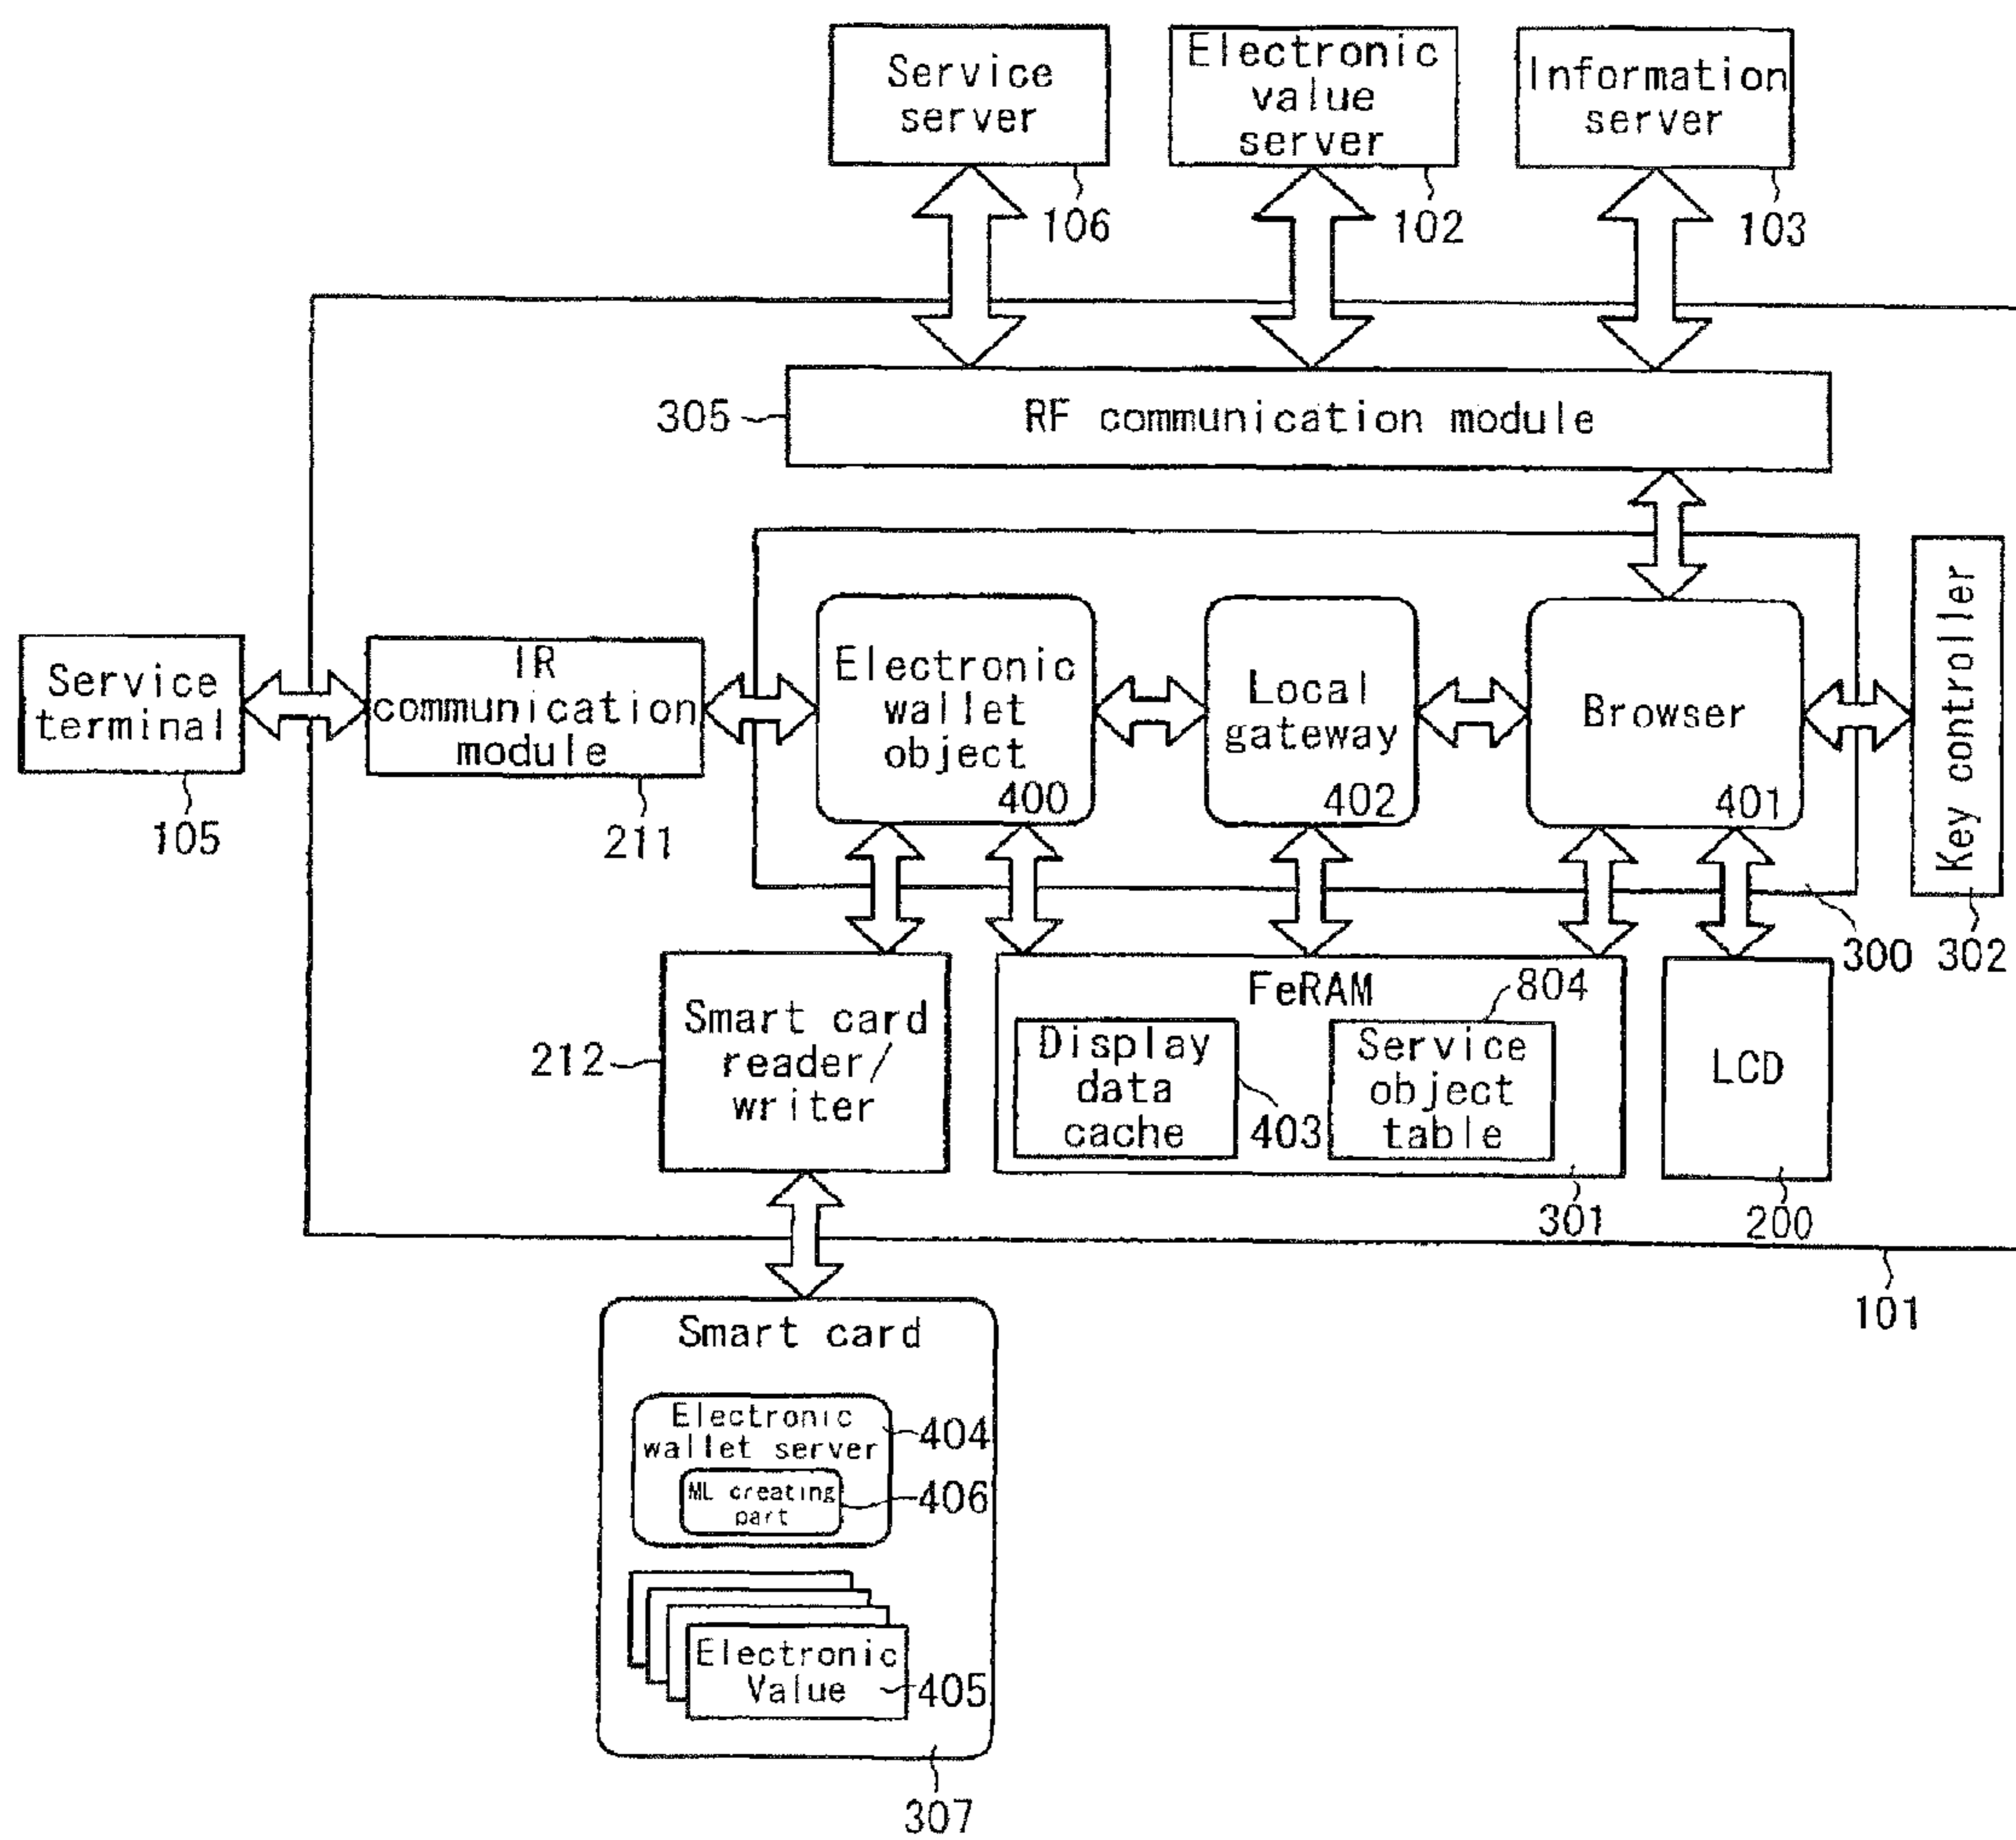 Service
server
106
Electronic
value
server
102
Information
server
103
305
RF communication module
Service
terminal
105
IR
communication
module
211
Electronic
wallet
object
400
Local
gateway
402
Browser
401
Key controller
302
300
212
Smart card
reader/
writer
FeRAM
804
Display
data
cache
403
Service
object
table
301
LCD
200
101
Smart card
Electronic
wallet server
404
ML creating
part
406
Electronic
Value
405
307